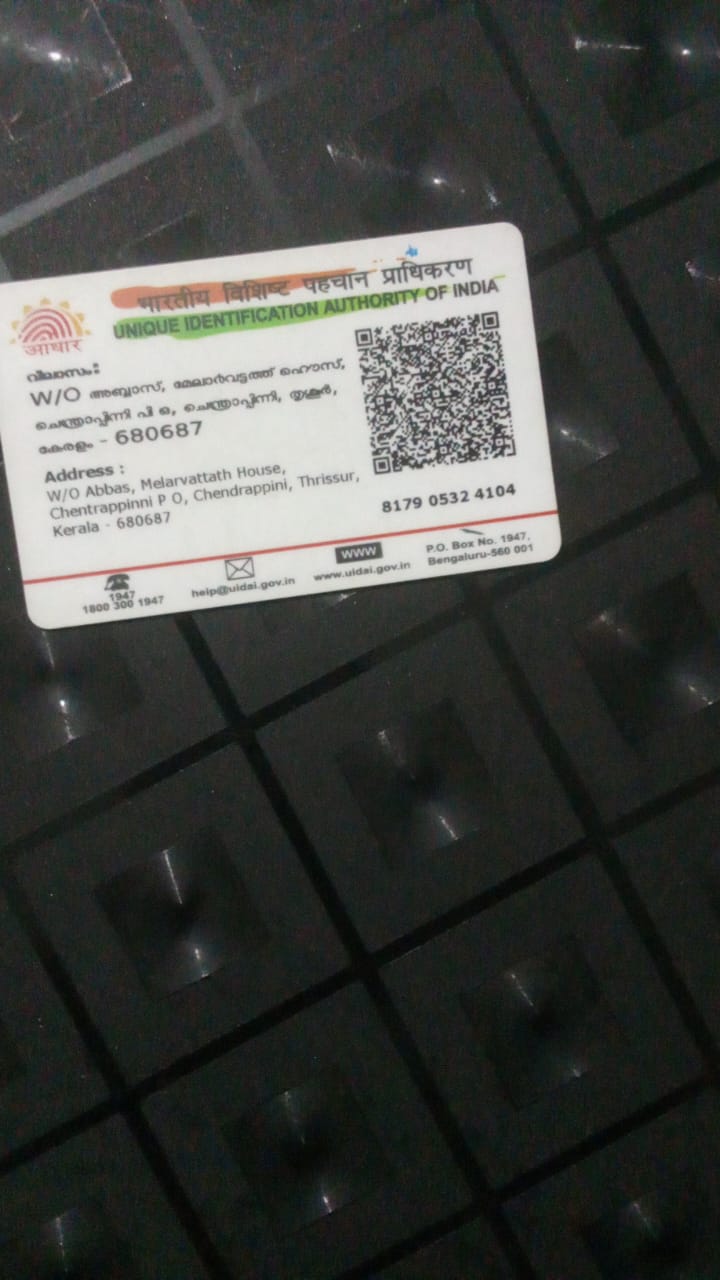 भारतीय विशिष्ट पहचान प्राधिकरण
UNIQUE IDENTIFICATION AUTHORITY OF INDIA
आधार
വിലാസം:
W/O അബ്ബാസ്, മേലാർവട്ടത്ത് ഹൌസ്,
ചെന്ത്രാപ്പിന്നി പി ഒ, ചെന്ത്രാപ്പിന്നി, തൃശൂർ,
കേരളം - 680687
Address :
W/O Abbas, Melarvattath House,
Chentrappinni P O, Chendrappini, Thrissur,
Kerala - 680687
8179 0532 4104
1947
1800 300 1947
help@uidai.gov.in
www
www.uidai.gov.in
P.O. Box No. 1947,
Bengaluru-560 001